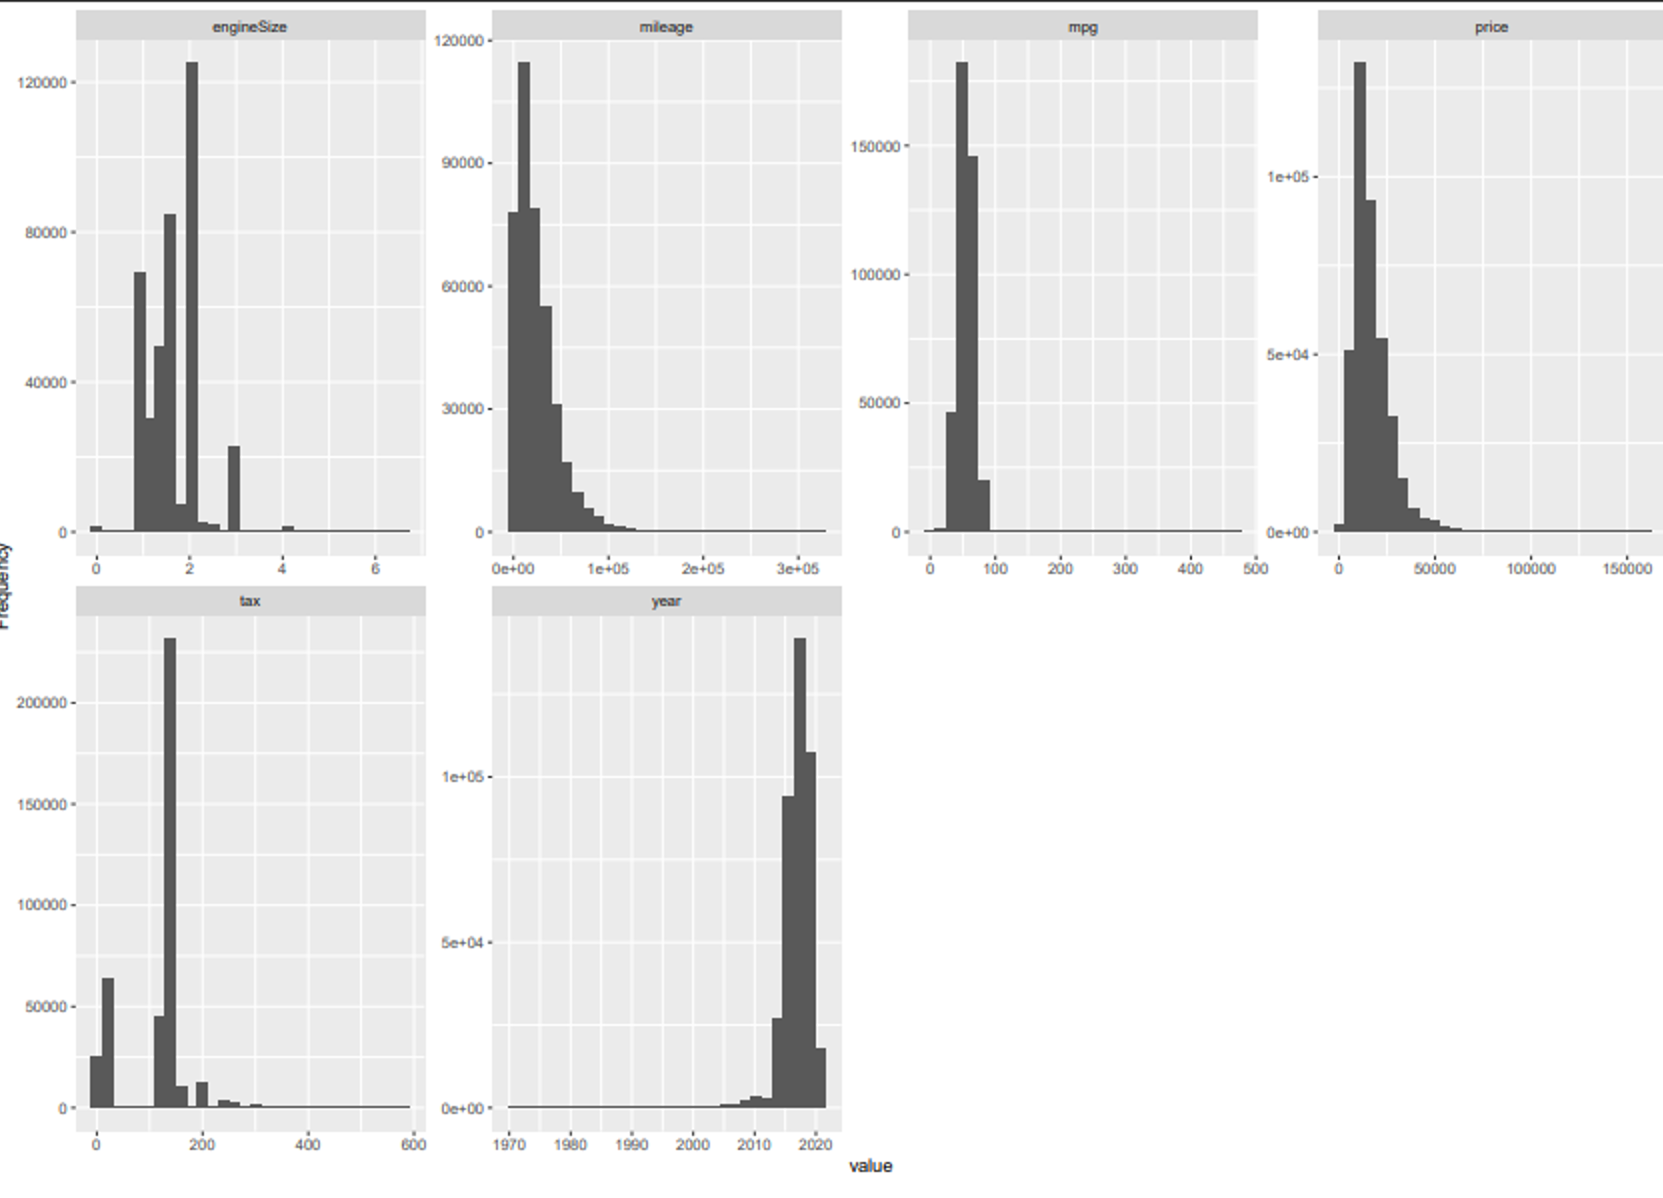 engineSize
mileage
mpg
price
120000
80000
40000
0
0 2 4 6
120000
90000
60000
30000
0
0e+00 1e+05 2e+05 3e+05
150000
100000
50000
0
0 100 200 300 400 500
1e+05
5e+04
0e+00
0 50000 100000 150000
Frequency
tax
year
200000
150000
100000
50000
0
0 200 400 600
1e+05
5e+04
0e+00
1970 1980 1990 2000 2010 2020
value